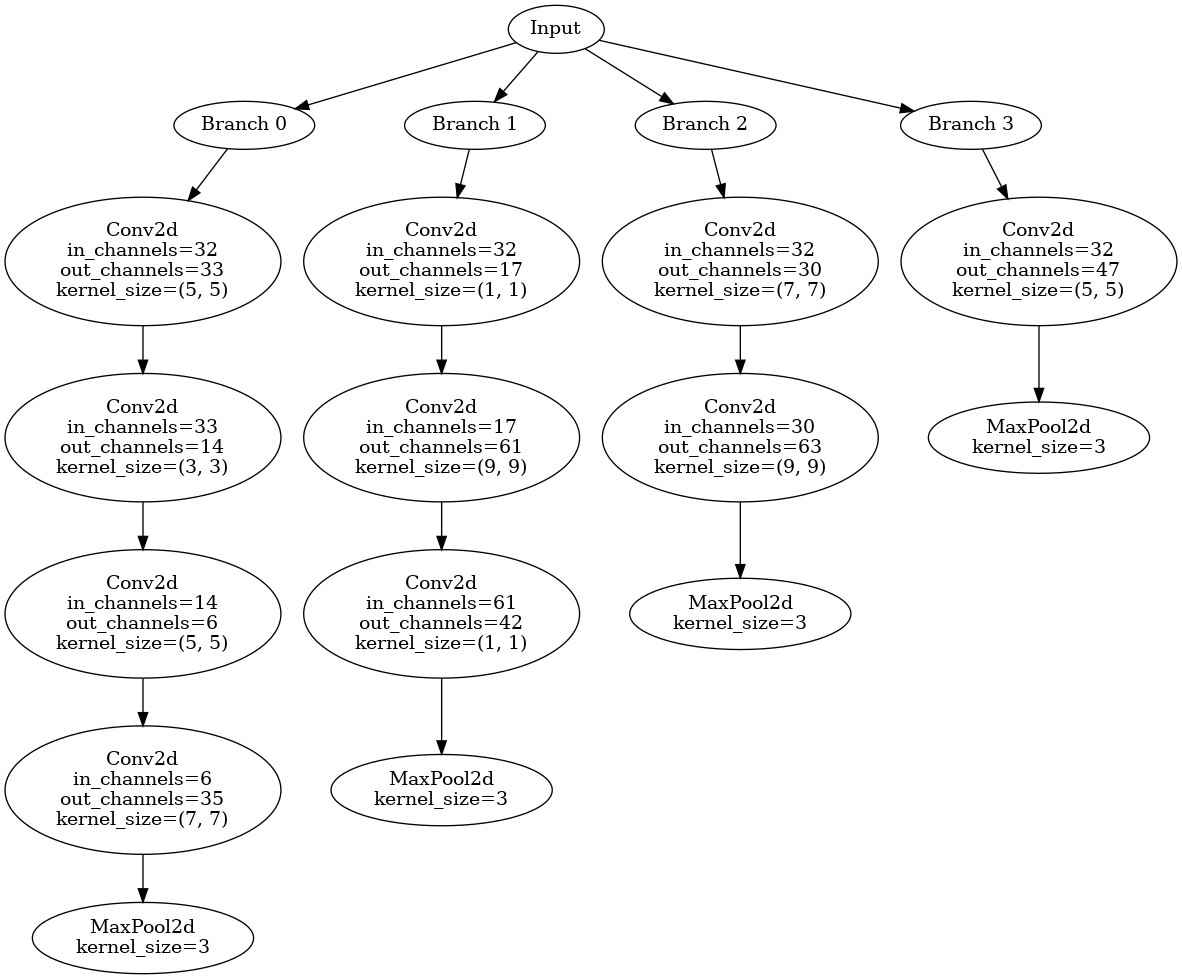 Input
Branch 0
Branch 1
Branch 2
Branch 3
Conv2d
in_channels=32
out_channels=33
kernel_size=(5, 5)
Conv2d
in_channels=32
out_channels=17
kernel_size=(1, 1)
Conv2d
in_channels=32
out_channels=30
kernel_size=(7, 7)
Conv2d
in_channels=32
out_channels=47
kernel_size=(5, 5)
Conv2d
in_channels=33
out_channels=14
kernel_size=(3, 3)
Conv2d
in_channels=17
out_channels=61
kernel_size=(9, 9)
Conv2d
in_channels=30
out_channels=63
kernel_size=(9, 9)
MaxPool2d
kernel_size=3
Conv2d
in_channels=14
out_channels=6
kernel_size=(5, 5)
Conv2d
in_channels=61
out_channels=42
kernel_size=(1, 1)
MaxPool2d
kernel_size=3
Conv2d
in_channels=6
out_channels=35
kernel_size=(7, 7)
MaxPool2d
kernel_size=3
MaxPool2d
kernel_size=3